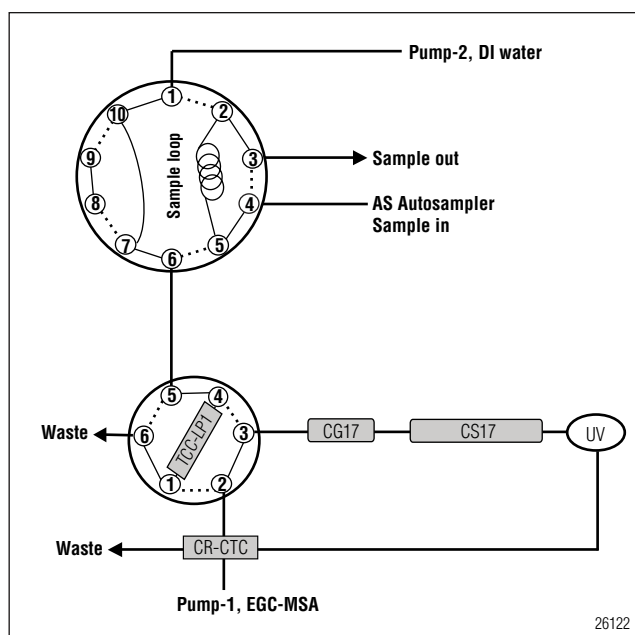 Pump-2, DI water
1
10
2
9
3
Sample out
Sample loop
8
4
AS Autosampler
Sample in
7
5
6
5
4
Waste
6
TCC-LP1
3
CG17
CS17
UV
1
2
Waste
CR-CTC
Pump-1, EGC-MSA
26122